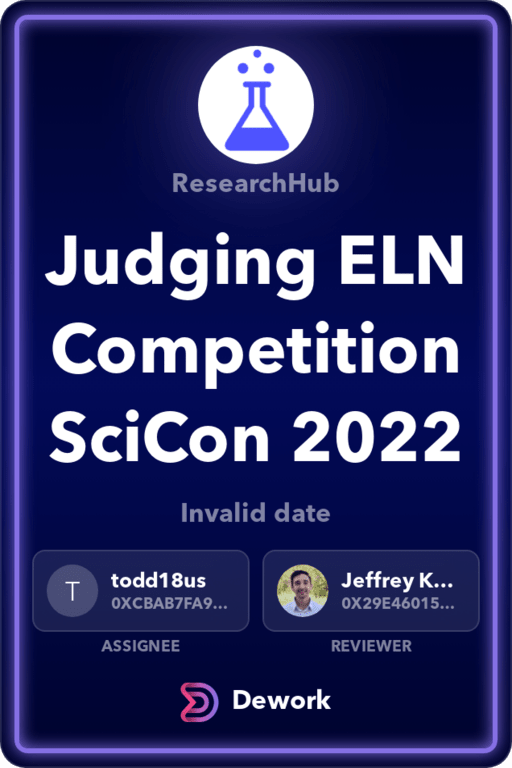 ResearchHub
Judging ELN
Competition
SciCon 2022
Invalid date
T
todd18us
0XCBAB7FA9...
Jeffrey K...
0X29E46015...
ASSIGNEE
REVIEWER
Dework